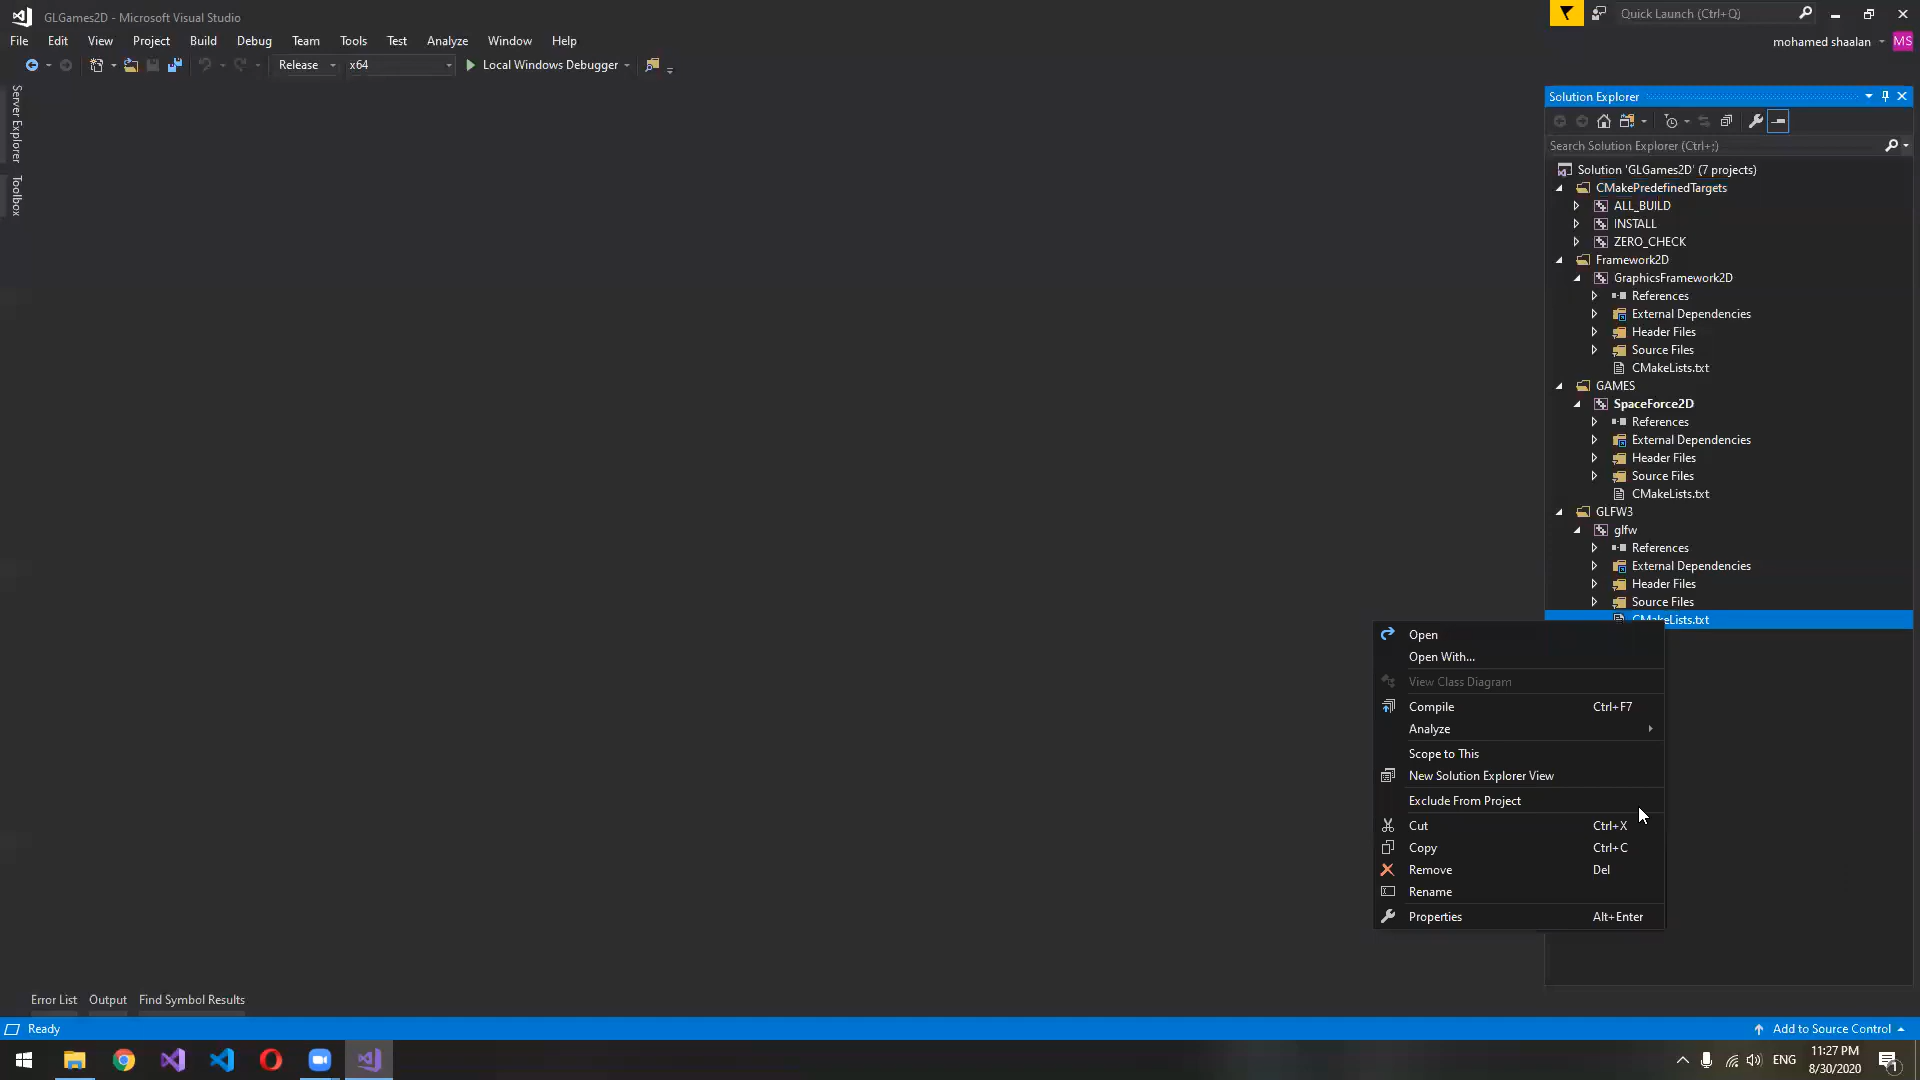 GLGames2D - Microsoft Visual Studio
Quick Launch (Ctrl+Q)
File Edit View Project Build Debug Team Tools Test Analyze Window Help
mohamed shaalan MS
Release x64 Local Windows Debugger
Server Explorer
Toolbox
Solution Explorer
Search Solution Explorer (Ctrl+;)
Solution 'GLGames2D' (7 projects)
CMakePredefinedTargets
ALL_BUILD
INSTALL
ZERO_CHECK
Framework2D
GraphicsFramework2D
References
External Dependencies
Header Files
Source Files
CMakeLists.txt
GAMES
SpaceForce2D
References
External Dependencies
Header Files
Source Files
CMakeLists.txt
GLFW3
glfw
References
External Dependencies
Header Files
Source Files
CMakeLists.txt
Open
Open With...
View Class Diagram
Compile Ctrl+F7
Analyze
Scope to This
New Solution Explorer View
Exclude From Project
Cut Ctrl+X
Copy Ctrl+C
Remove Del
Rename
Properties Alt+Enter
Error List Output Find Symbol Results
Ready
Add to Source Control
ENG
11:27 PM
8/30/2020
1